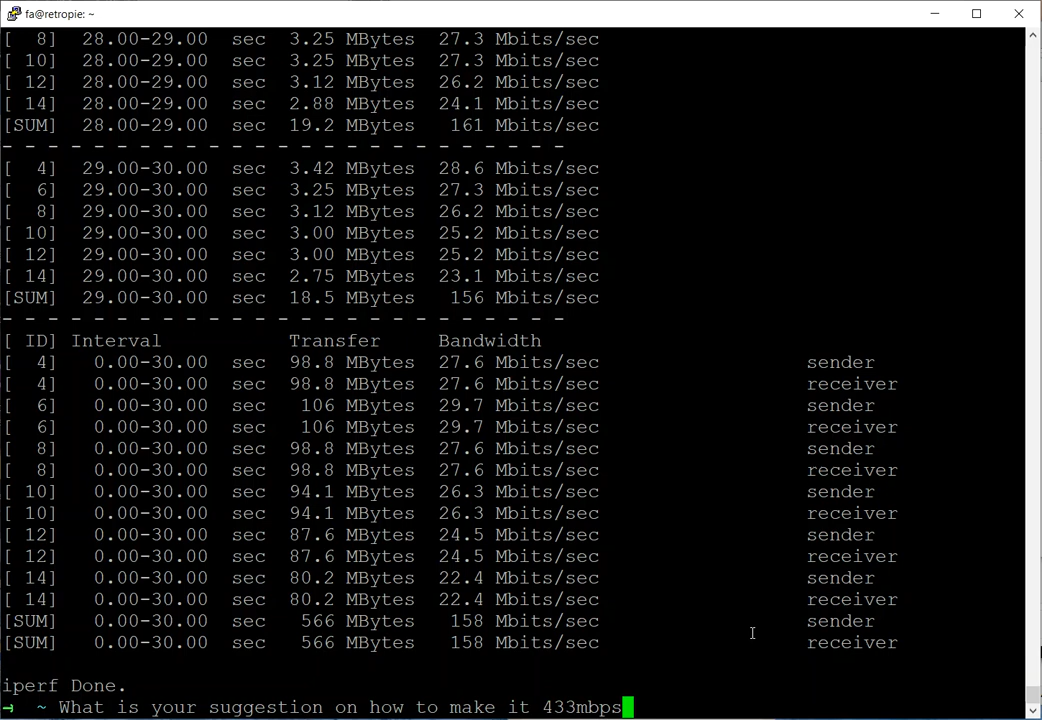 fa@retropie: ~
[  8]  28.00-29.00  sec  3.25 MBytes  27.3 Mbits/sec
[ 10]  28.00-29.00  sec  3.25 MBytes  27.3 Mbits/sec
[ 12]  28.00-29.00  sec  3.12 MBytes  26.2 Mbits/sec
[ 14]  28.00-29.00  sec  2.88 MBytes  24.1 Mbits/sec
[SUM]  28.00-29.00  sec  19.2 MBytes   161 Mbits/sec
- - - - - - - - - - - - - - - - - - - - - - - - -
[  4]  29.00-30.00  sec  3.42 MBytes  28.6 Mbits/sec
[  6]  29.00-30.00  sec  3.25 MBytes  27.3 Mbits/sec
[  8]  29.00-30.00  sec  3.12 MBytes  26.2 Mbits/sec
[ 10]  29.00-30.00  sec  3.00 MBytes  25.2 Mbits/sec
[ 12]  29.00-30.00  sec  3.00 MBytes  25.2 Mbits/sec
[ 14]  29.00-30.00  sec  2.75 MBytes  23.1 Mbits/sec
[SUM]  29.00-30.00  sec  18.5 MBytes   156 Mbits/sec
- - - - - - - - - - - - - - - - - - - - - - - - -
[ ID] Interval           Transfer     Bandwidth
[  4]   0.00-30.00  sec  98.8 MBytes  27.6 Mbits/sec                  sender
[  4]   0.00-30.00  sec  98.8 MBytes  27.6 Mbits/sec                  receiver
[  6]   0.00-30.00  sec   106 MBytes  29.7 Mbits/sec                  sender
[  6]   0.00-30.00  sec   106 MBytes  29.7 Mbits/sec                  receiver
[  8]   0.00-30.00  sec  98.8 MBytes  27.6 Mbits/sec                  sender
[  8]   0.00-30.00  sec  98.8 MBytes  27.6 Mbits/sec                  receiver
[ 10]   0.00-30.00  sec  94.1 MBytes  26.3 Mbits/sec                  sender
[ 10]   0.00-30.00  sec  94.1 MBytes  26.3 Mbits/sec                  receiver
[ 12]   0.00-30.00  sec  87.6 MBytes  24.5 Mbits/sec                  sender
[ 12]   0.00-30.00  sec  87.6 MBytes  24.5 Mbits/sec                  receiver
[ 14]   0.00-30.00  sec  80.2 MBytes  22.4 Mbits/sec                  sender
[ 14]   0.00-30.00  sec  80.2 MBytes  22.4 Mbits/sec                  receiver
[SUM]   0.00-30.00  sec   566 MBytes   158 Mbits/sec                  sender
[SUM]   0.00-30.00  sec   566 MBytes   158 Mbits/sec                  receiver
iperf Done.
→  ~ What is your suggestion on how to make it 433mbps